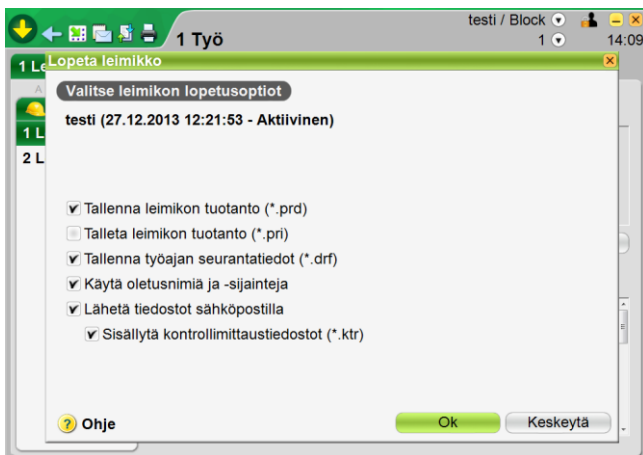 testi / Block
1 Työ
1
14:09
1 Le
Lopeta leimikko
Valitse leimikon lopetusoptiot
testi (27.12.2013 12:21:53 - Aktiivinen)
A
1 L
2 L
Tallenna leimikon tuotanto (*.prd)
Talleta leimikon tuotanto (*.pri)
Tallenna työajan seurantatiedot (*.drf)
Käytä oletusnimiä ja -sijainteja
Lähetä tiedostot sähköpostilla
Sisällytä kontrollimittaustiedostot (*.ktr)
? Ohje
Ok
Keskeytä